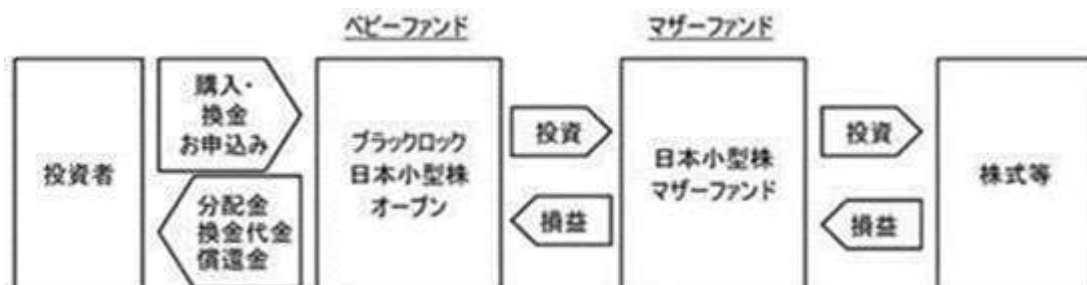 ベビーファンド
マザーファンド
投資者
購入・
換金
お申込み
分配金
換金代金
償還金
ブラックロック
日本小型株
オープン
投資
損益
日本小型株
マザーファンド
投資
損益
株式等